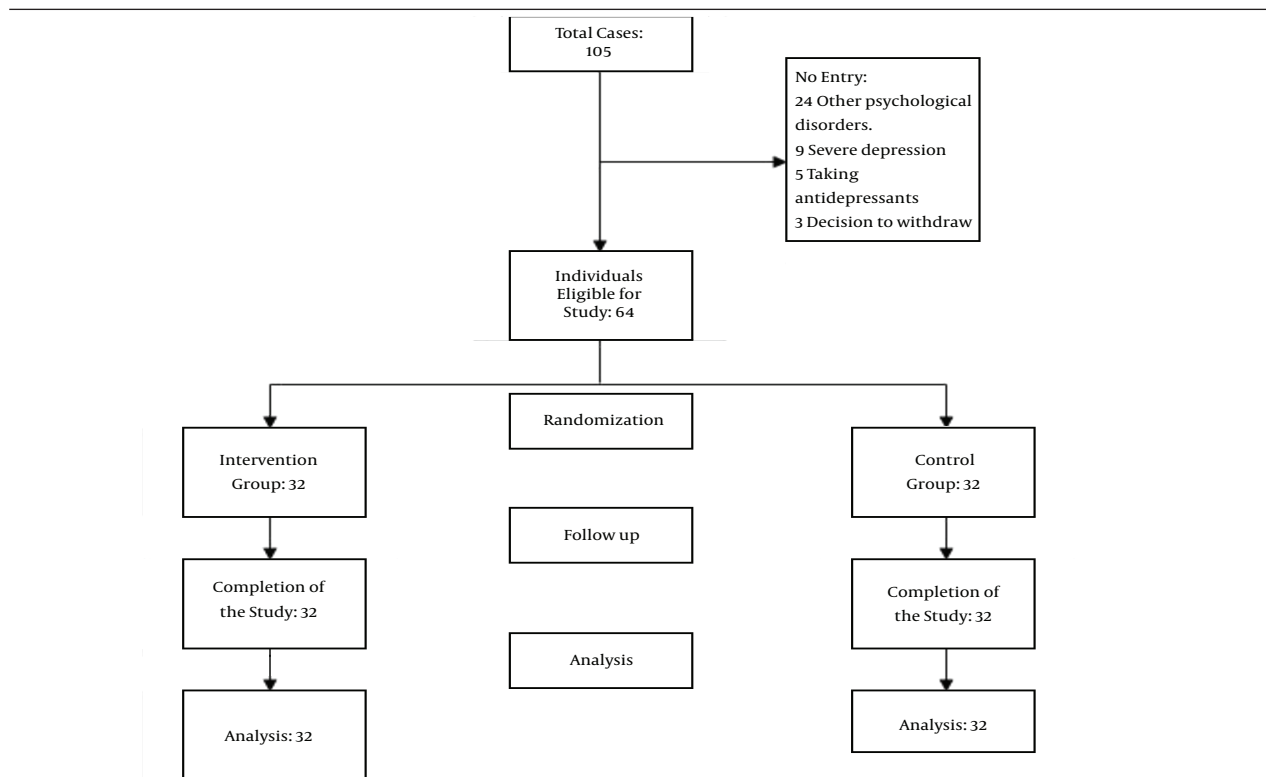 Total Cases:
105
No Entry:
24 Other psychological
disorders.
9 Severe depression
5 Taking
antidepressants
3 Decision to withdraw
Individuals
Eligible for
Study: 64
Randomization
Intervention
Group: 32
Control
Group: 32
Follow up
Completion of
the Study: 32
Completion of
the Study: 32
Analysis
Analysis: 32
Analysis: 32